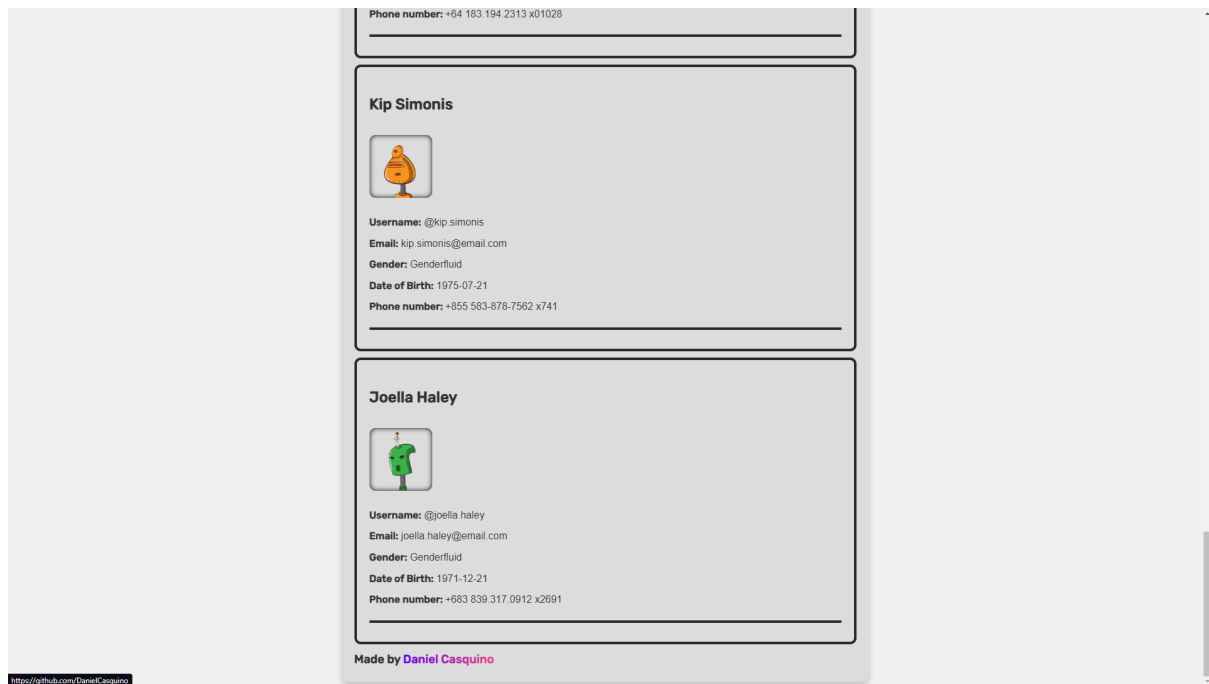 Phone number: +64 183.194.2313 x01028
Kip Simonis
Username: @kip.simonis
Email: kip.simonis@email.com
Gender: Genderfluid
Date of Birth: 1975-07-21
Phone number: +855 583-878-7562 x741
Joella Haley
Username: @joella.haley
Email: joella.haley@email.com
Gender: Genderfluid
Date of Birth: 1971-12-21
Phone number: +683 839.317.0912 x2691
Made by Daniel Casquino
https://github.com/DanielCasquino